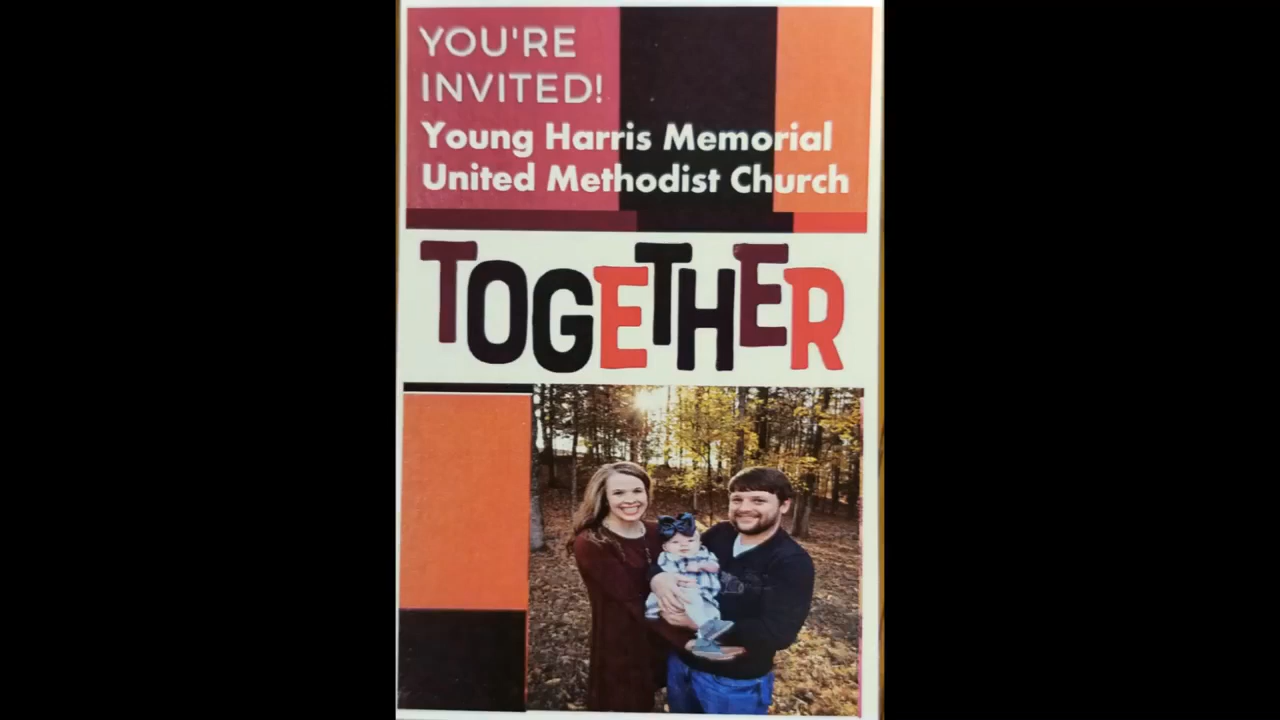 YOU'RE
INVITED!
Young Harris Memorial
United Methodist Church
TOGETHER